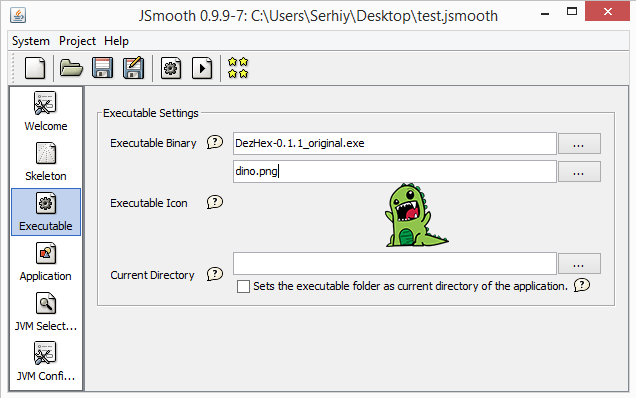 JSmooth 0.9.9-7: C:\Users\Serhiy\Desktop\test.jsmooth
System Project Help
Welcome
Skeleton
Executable
Application
JVM Select...
JVM Confi...
Executable Settings
Executable Binary ? DezHex-0.1.1_original.exe ...
dino.png ...
Executable Icon ?
Current Directory ? ...
Sets the executable folder as current directory of the application. ?